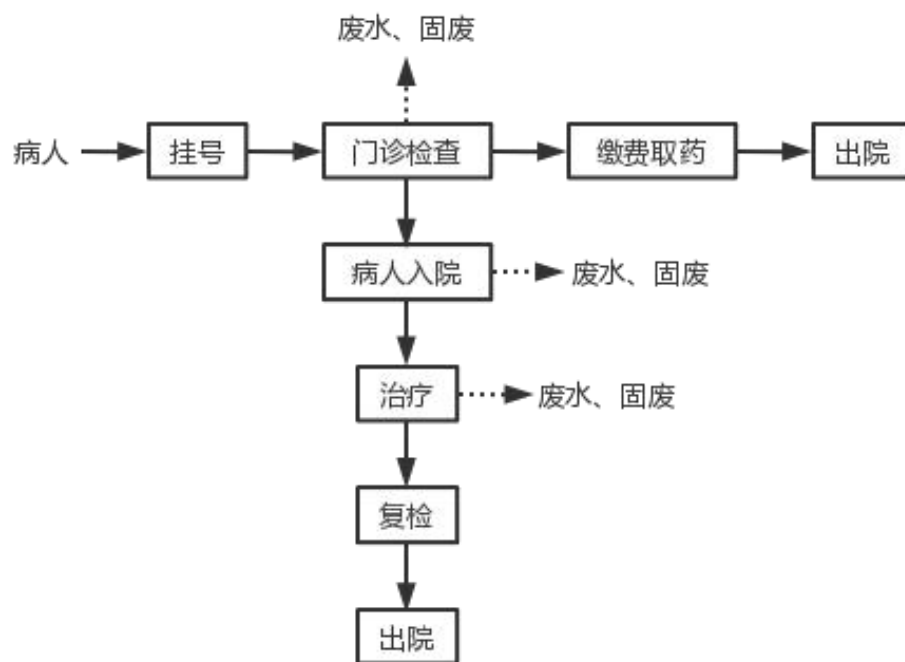 废水、固废
病人 挂号 门诊检查 缴费取药 出院
病人入院 废水、固废
治疗 废水、固废
复检
出院